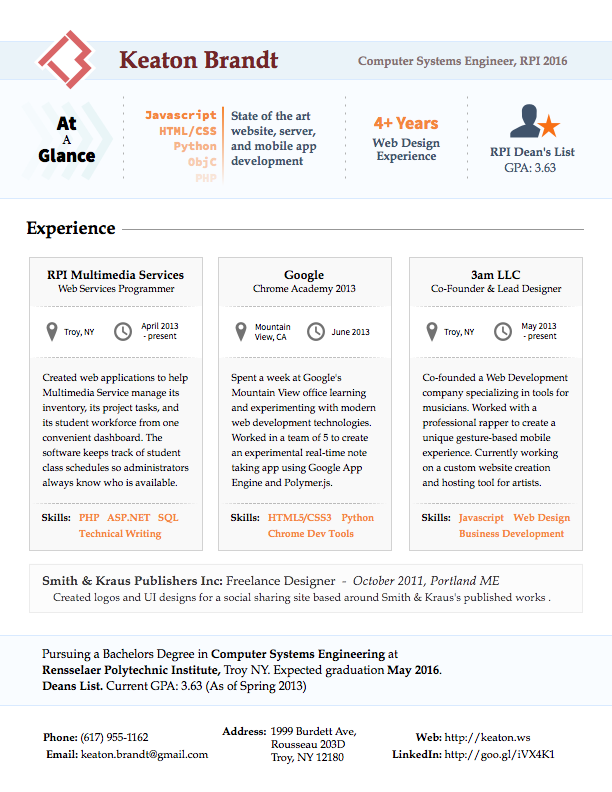 Keaton Brandt
Computer Systems Engineer, RPI 2016
At
A
Glance
Javascript
HTML/CSS
Python
ObjC
PHP
State of the art
website, server,
and mobile app
development
4+ Years
Web Design
Experience
RPI Dean's List
GPA: 3.63
Experience
RPI Multimedia Services
Web Services Programmer
Troy, NY
April 2013
- present
Created web applications to help
Multimedia Service manage its
inventory, its project tasks, and
its student workforce from one
convenient dashboard. The
software keeps track of student
class schedules so administrators
always know who is available.
Skills: PHP ASP.NET SQL
Technical Writing
Google
Chrome Academy 2013
Mountain
View, CA
June 2013
Spent a week at Google's
Mountain View office learning
and experimenting with modern
web development technologies.
Worked in a team of 5 to create
an experimental real-time note
taking app using Google App
Engine and Polymer.js.
Skills: HTML5/CSS3 Python
Chrome Dev Tools
3am LLC
Co-Founder & Lead Designer
Troy, NY
May 2013
- present
Co-founded a Web Development
company specializing in tools for
musicians. Worked with a
professional rapper to create a
unique gesture-based mobile
experience. Currently working
on a custom website creation
and hosting tool for artists.
Skills: Javascript Web Design
Business Development
Smith & Kraus Publishers Inc: Freelance Designer - October 2011, Portland ME
Created logos and UI designs for a social sharing site based around Smith & Kraus's published works .
Pursuing a Bachelors Degree in Computer Systems Engineering at
Rensselaer Polytechnic Institute, Troy NY. Expected graduation May 2016.
Deans List. Current GPA: 3.63 (As of Spring 2013)
Phone: (617) 955-1162
Email: keaton.brandt@gmail.com
Address: 1999 Burdett Ave,
Rousseau 203D
Troy, NY 12180
Web: http://keaton.ws
LinkedIn: http://goo.gl/iVX4K1